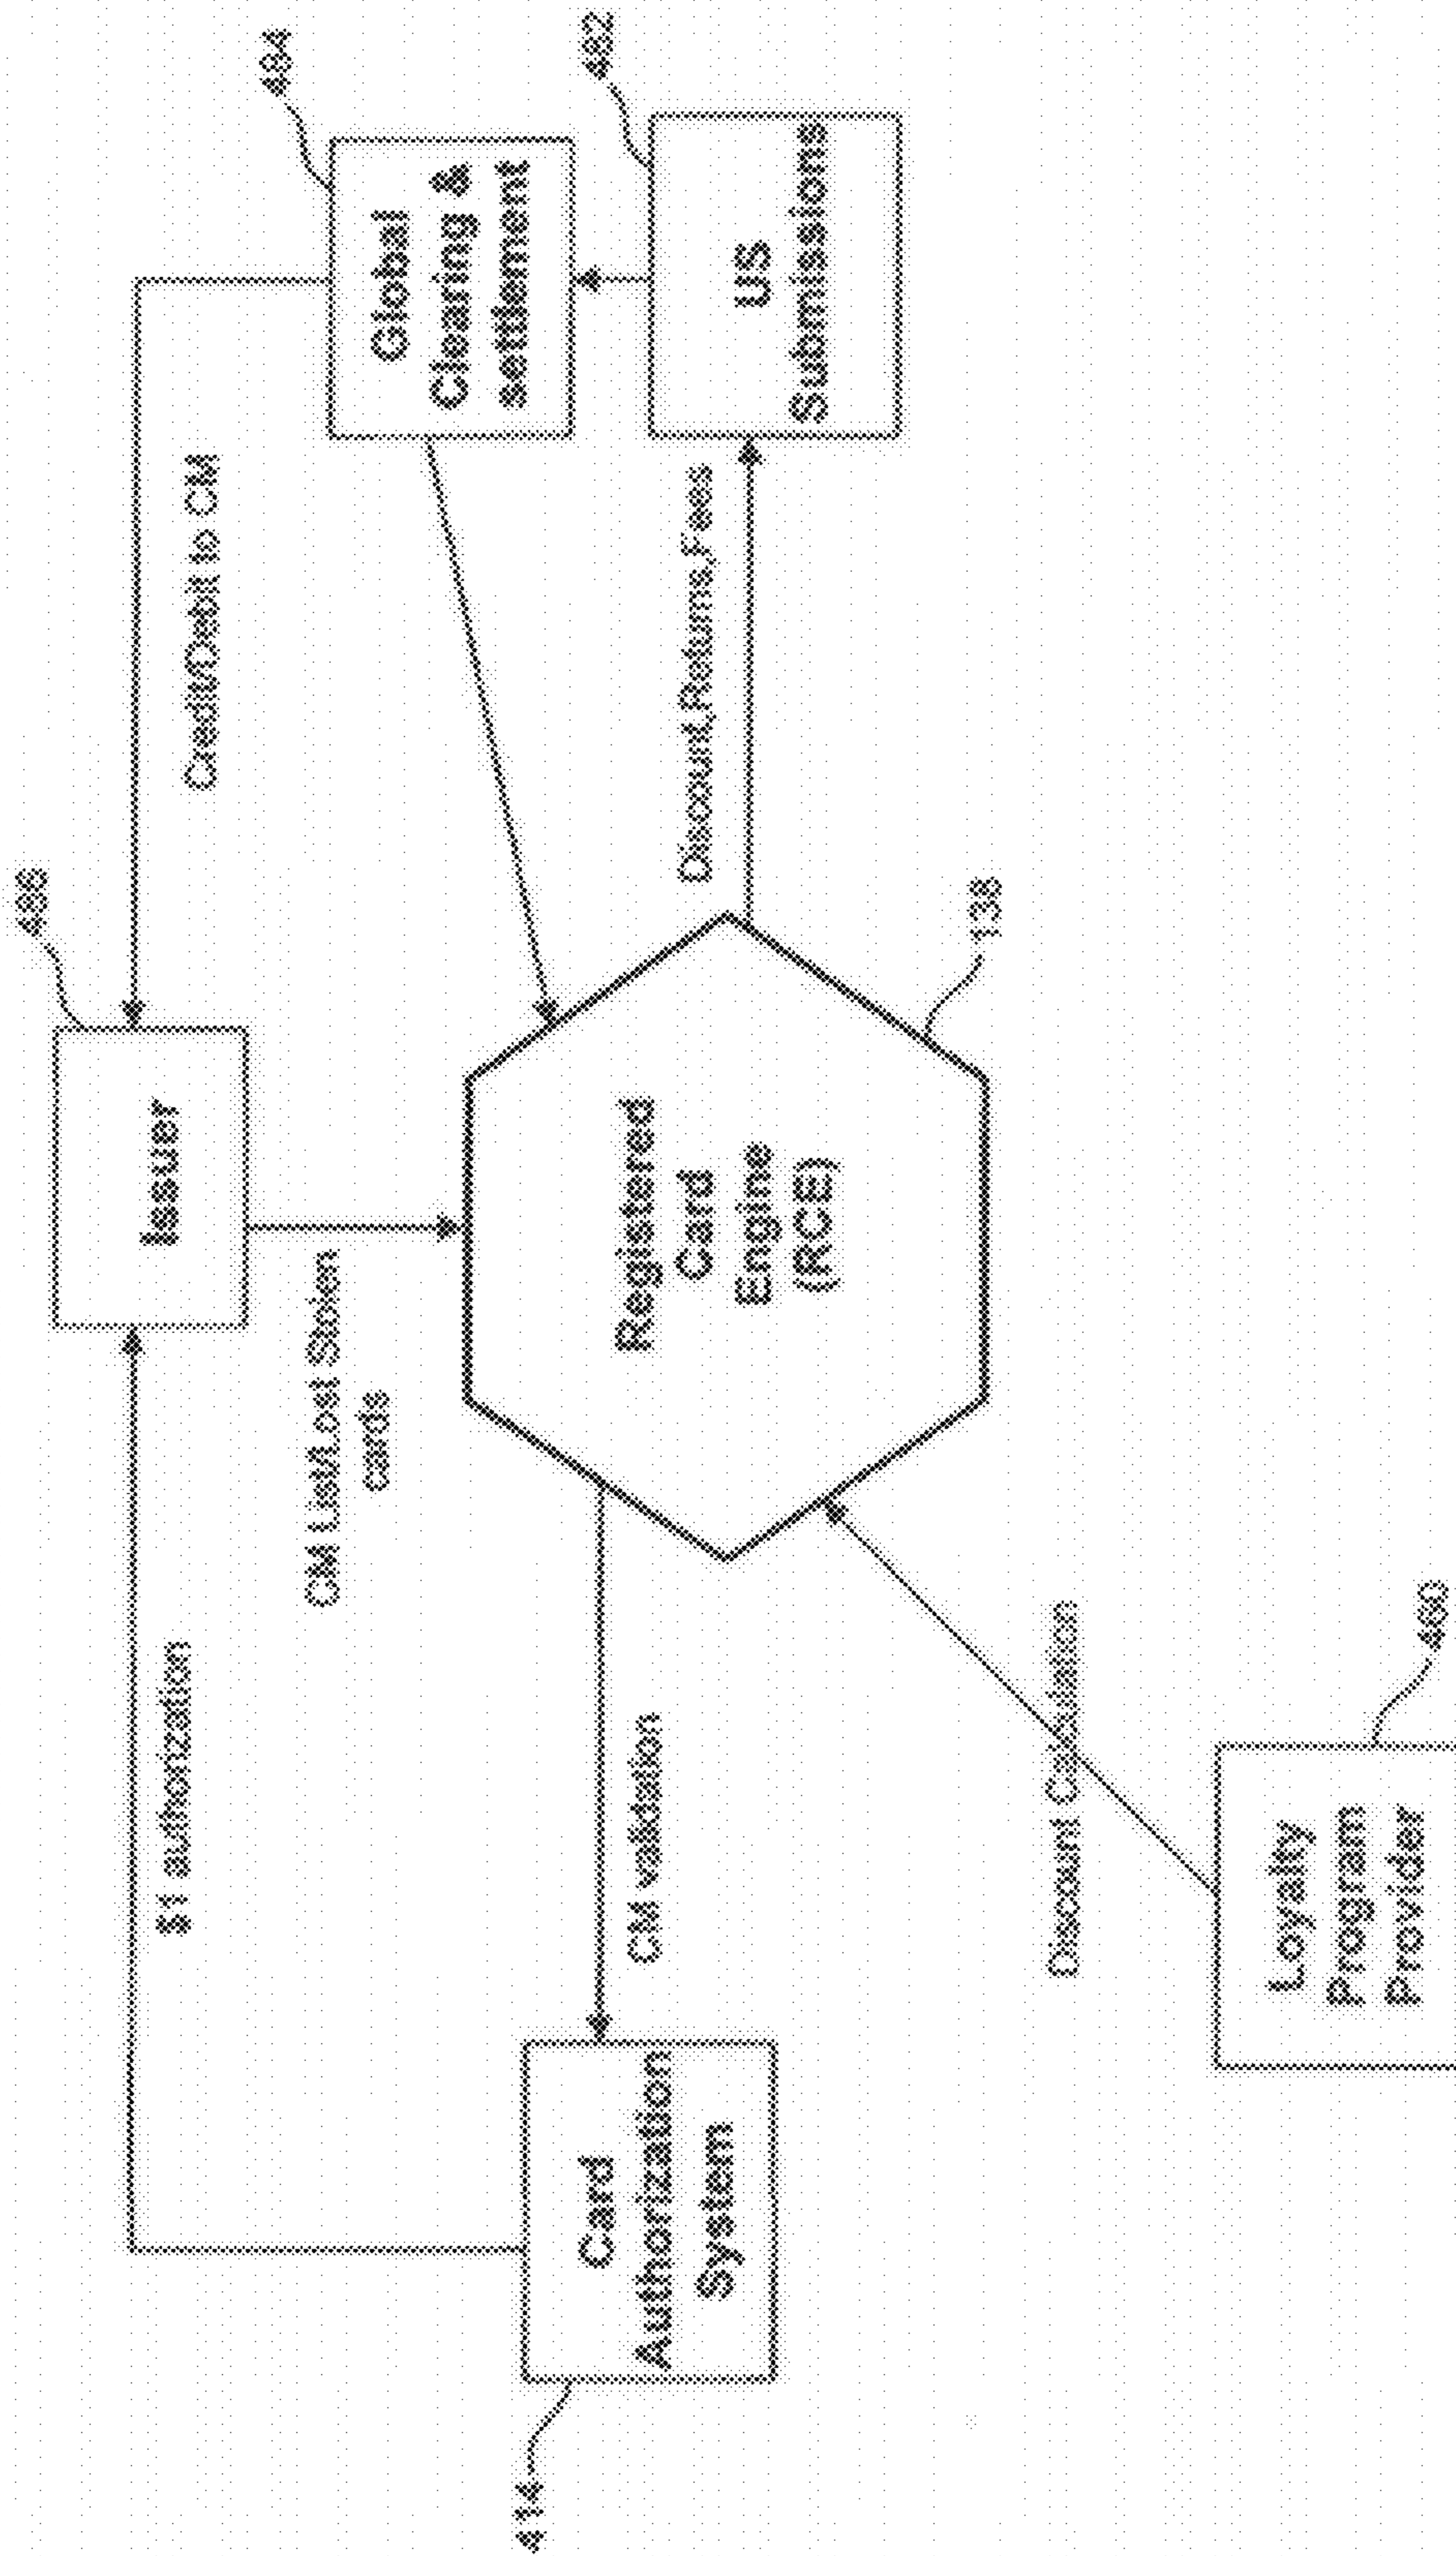 486
Issuer
$1 authorization
Credit/Debit to CM
484
CM List/Lost Stolen
cards
Global
Clearing &
settlement
414
Card
Authorization
System
CM validation
Registered
Card
Engine
(RCE)
Discount,Returns,Fees
482
US
Submissions
138
Discount Calculation
Loyalty
Program
Provider